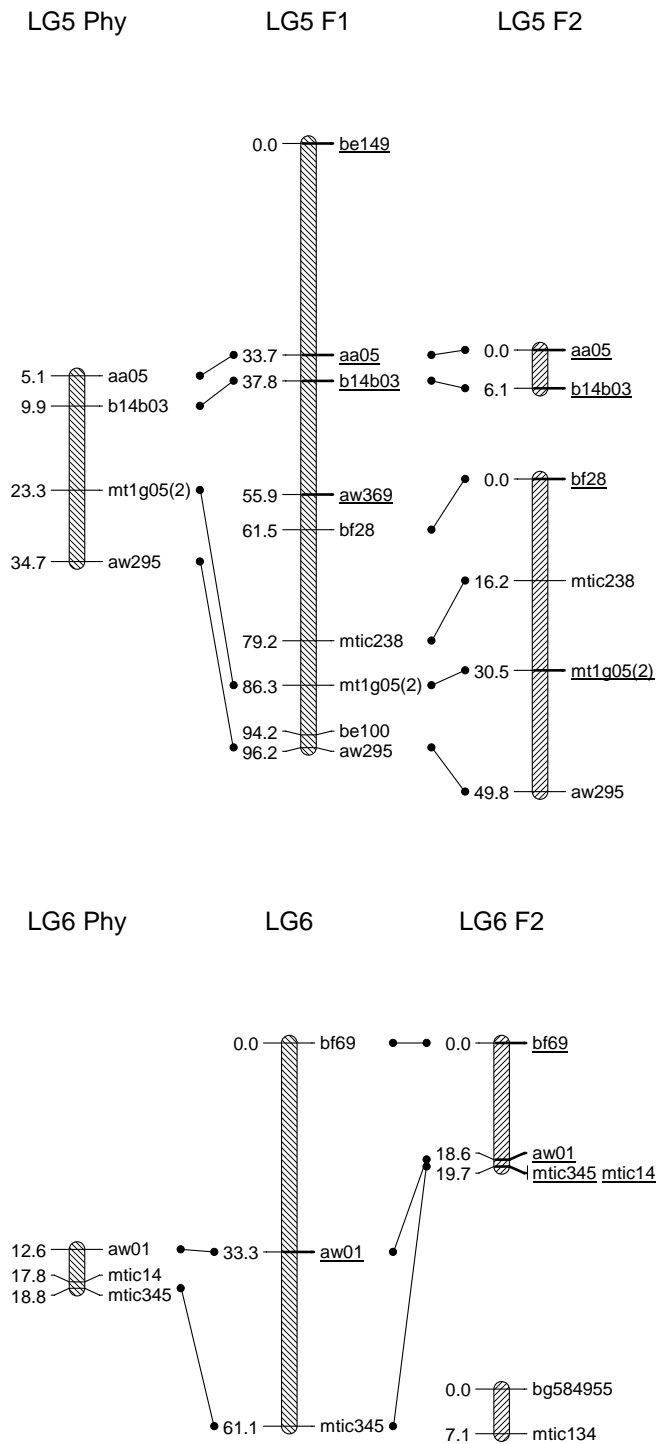 LG5 Phy LG5 F1 LG5 F2
0.0 be149
33.7 aa05
0.0 aa05
5.1 aa05
37.8 b14b03
6.1 b14b03
9.9 b14b03
23.3 mt1g05(2)
55.9 aw369
0.0 bf28
61.5 bf28
34.7 aw295
16.2 mtic238
79.2 mtic238
30.5 mt1g05(2)
86.3 mt1g05(2)
94.2 be100
96.2 aw295
49.8 aw295
LG6 Phy LG6 LG6 F2
0.0 bf69 0.0 bf69
18.6 aw01
19.7 mtic345 mtic14
12.6 aw01 33.3 aw01
17.8 mtic14
18.8 mtic345
0.0 bg584955
61.1 mtic345
7.1 mtic134